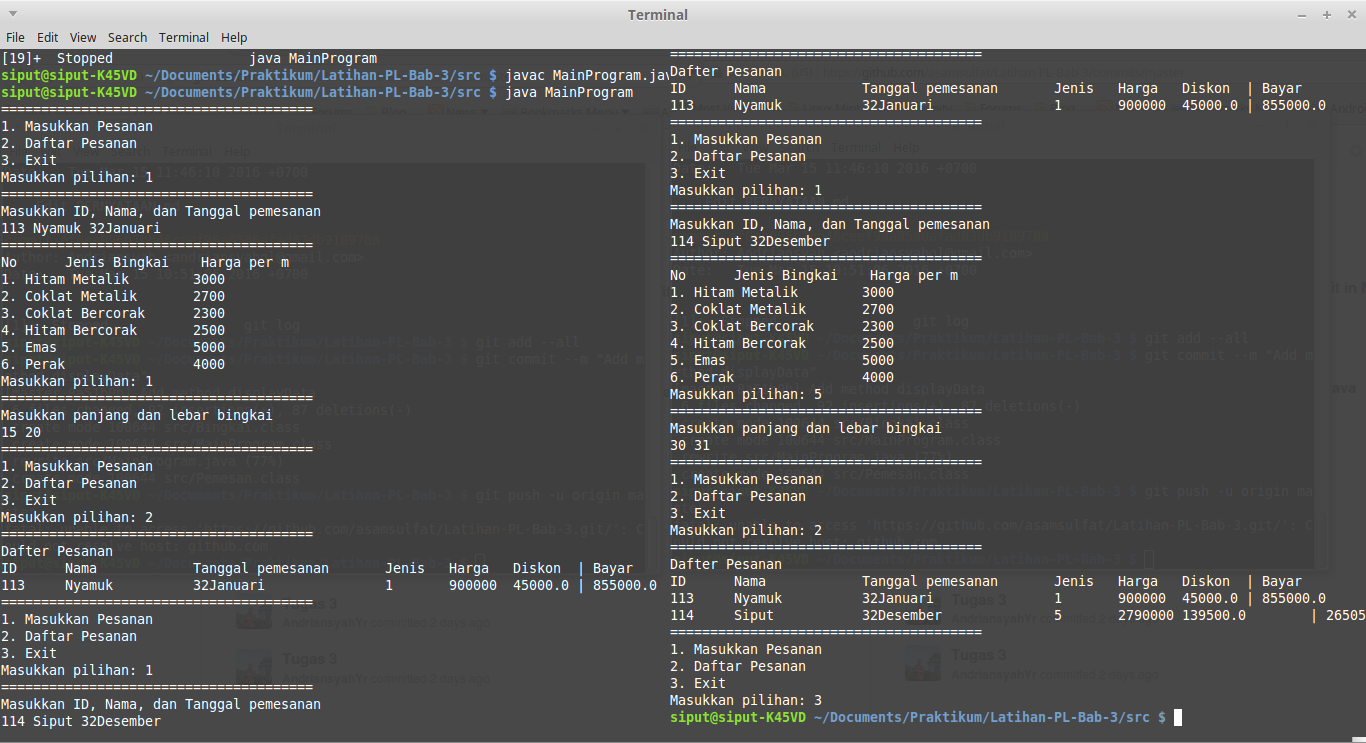 Terminal
File Edit View Search Terminal Help
[19]+  Stopped                 java MainProgram
siput@siput-K45VD ~/Documents/Praktikum/Latihan-PL-Bab-3/src $ javac MainProgram.jav
siput@siput-K45VD ~/Documents/Praktikum/Latihan-PL-Bab-3/src $ java MainProgram
=======================================
1. Masukkan Pesanan
2. Daftar Pesanan
3. Exit
Masukkan pilihan: 1
=======================================
Masukkan ID, Nama, dan Tanggal pemesanan
113 Nyamuk 32Januari
=======================================
No      Jenis Bingkai    Harga per m
1. Hitam Metalik        3000
2. Coklat Metalik       2700
3. Coklat Bercorak      2300
4. Hitam Bercorak       2500
5. Emas                 5000
6. Perak                4000
Masukkan pilihan: 1
=======================================
Masukkan panjang dan lebar bingkai
15 20
=======================================
1. Masukkan Pesanan
2. Daftar Pesanan
3. Exit
Masukkan pilihan: 2
=======================================
Dafter Pesanan
ID      Nama            Tanggal pemesanan       Jenis   Harga   Diskon  | Bayar
113     Nyamuk          32Januari               1       900000  45000.0 | 855000.0
=======================================
1. Masukkan Pesanan
2. Daftar Pesanan
3. Exit
Masukkan pilihan: 1
=======================================
Masukkan ID, Nama, dan Tanggal pemesanan
114 Siput 32Desember
=======================================
Dafter Pesanan
ID      Nama            Tanggal pemesanan       Jenis   Harga   Diskon  | Bayar
113     Nyamuk          32Januari               1       900000  45000.0 | 855000.0
=======================================
1. Masukkan Pesanan
2. Daftar Pesanan
3. Exit
Masukkan pilihan: 1
=======================================
Masukkan ID, Nama, dan Tanggal pemesanan
114 Siput 32Desember
=======================================
No      Jenis Bingkai    Harga per m
1. Hitam Metalik        3000
2. Coklat Metalik       2700
3. Coklat Bercorak      2300
4. Hitam Bercorak       2500
5. Emas                 5000
6. Perak                4000
Masukkan pilihan: 5
=======================================
Masukkan panjang dan lebar bingkai
30 31
=======================================
1. Masukkan Pesanan
2. Daftar Pesanan
3. Exit
Masukkan pilihan: 2
=======================================
Dafter Pesanan
ID      Nama            Tanggal pemesanan       Jenis   Harga   Diskon  | Bayar
113     Nyamuk          32Januari               1       900000  45000.0 | 855000.0
114     Siput           32Desember              5       2790000 139500.0        | 26505
=======================================
1. Masukkan Pesanan
2. Daftar Pesanan
3. Exit
Masukkan pilihan: 3
siput@siput-K45VD ~/Documents/Praktikum/Latihan-PL-Bab-3/src $